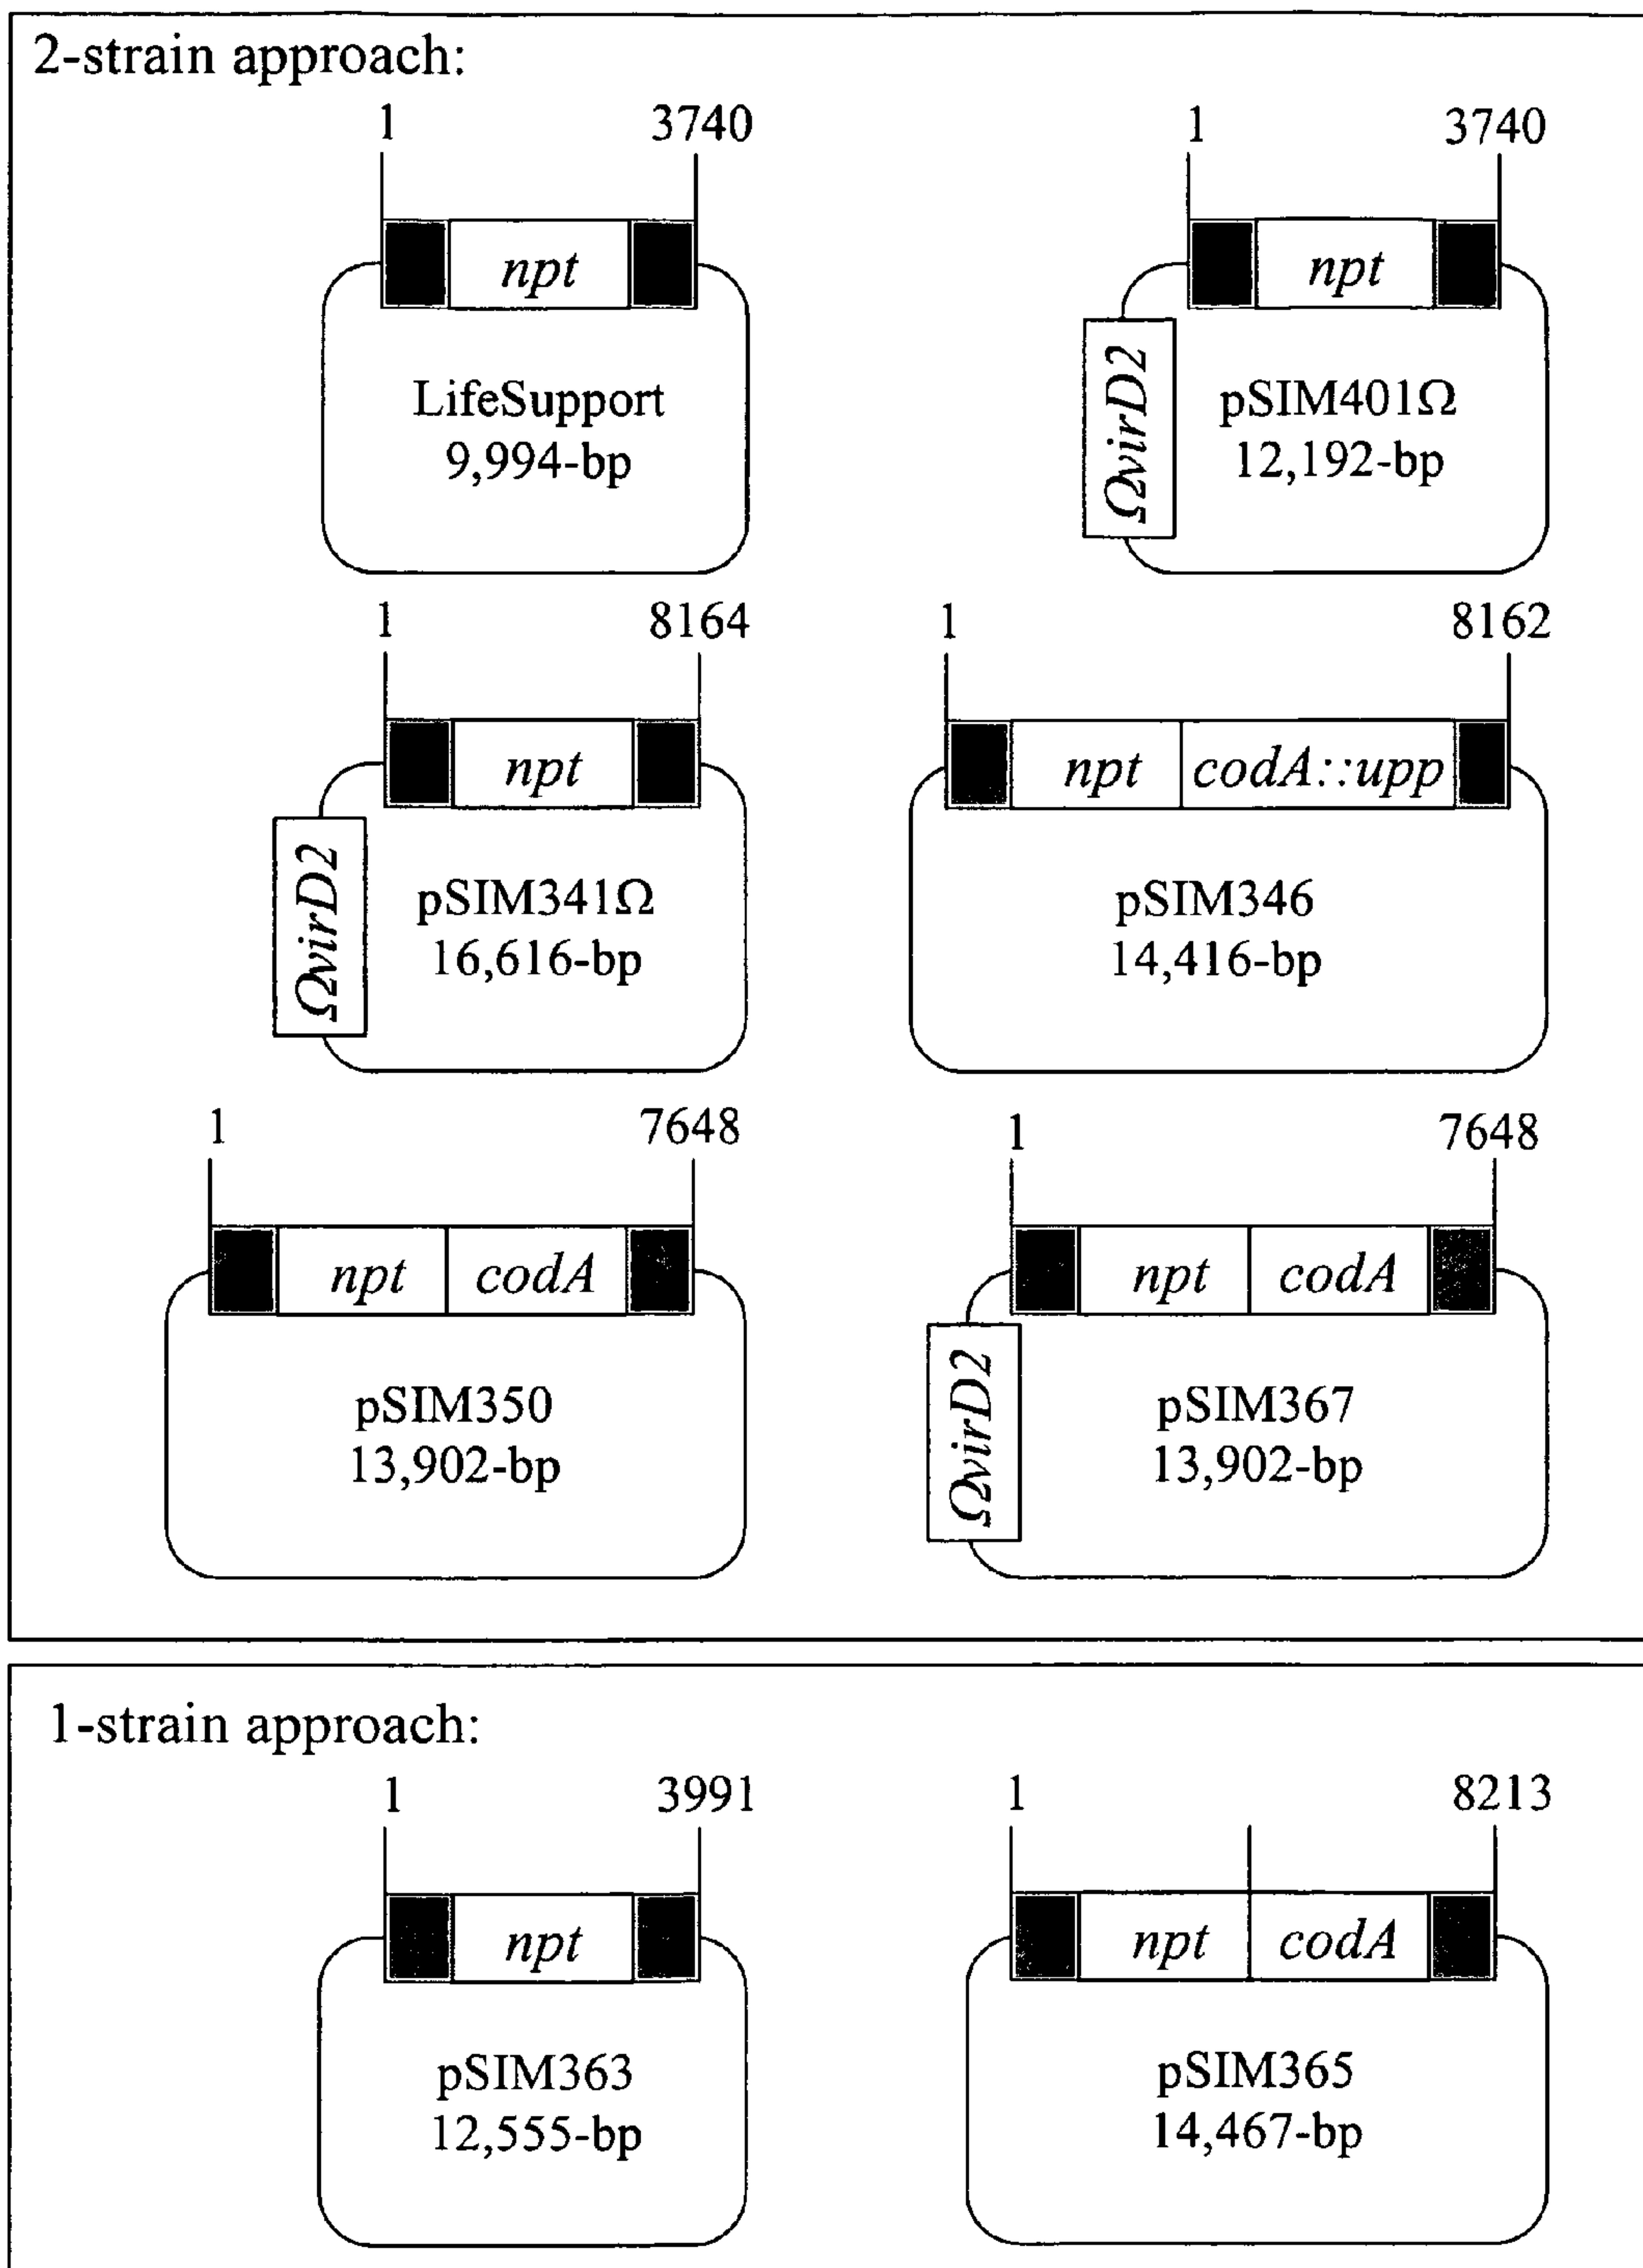 2-strain approach:
1 3740
npt
LifeSupport
9,994-bp
1 3740
npt
ΩvirD2
pSIM401Ω
12,192-bp
1 8164
npt
ΩvirD2
pSIM341Ω
16,616-bp
1 8162
npt codA::upp
pSIM346
14,416-bp
1 7648
npt codA
pSIM350
13,902-bp
1 7648
npt codA
ΩvirD2
pSIM367
13,902-bp
1-strain approach:
1 3991
npt
pSIM363
12,555-bp
1 8213
npt codA
pSIM365
14,467-bp